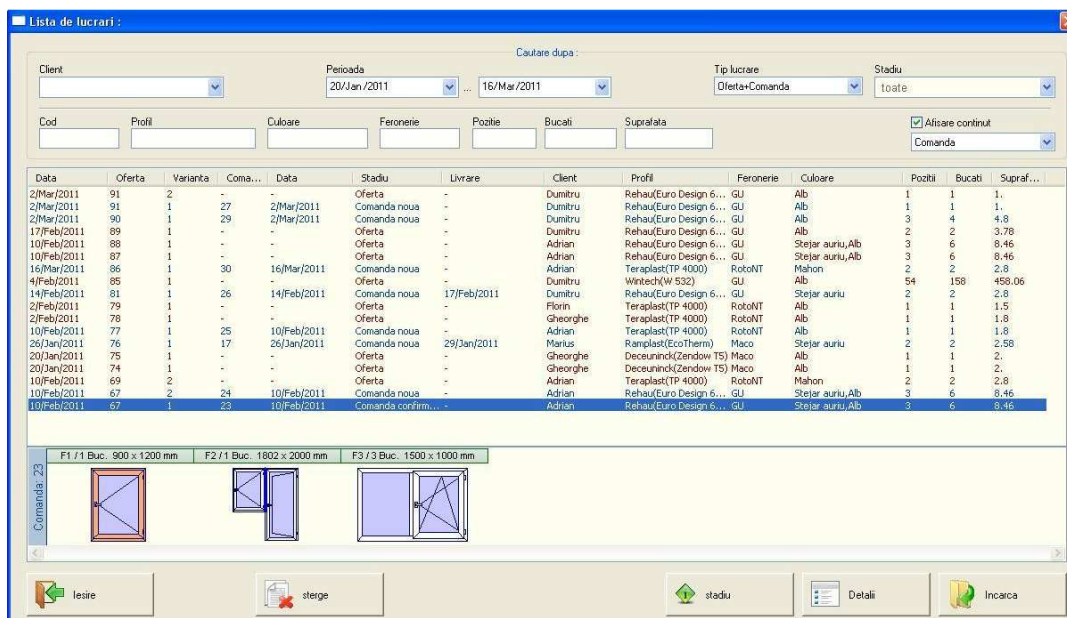 Lista de lucrari :
Cautare dupa :
Client Perioada Tip lucrare Stadiu
20/Jan/2011 ... 16/Mar/2011 Oferta+Comanda toate
Cod Profil Culoare Feronerie Pozitie Bucati Suprafata Afisare continut
Comanda
Data Oferta Varianta Coma... Data Stadiu Livrare Client Profil Feronerie Culoare Pozitii Bucati Supraf...
2/Mar/2011 91 2 - - Oferta - Dumitru Rehau(Euro Design 6... GU Alb 1 1 1.
2/Mar/2011 91 1 27 2/Mar/2011 Comanda noua - Dumitru Rehau(Euro Design 6... GU Alb 1 1 1.
2/Mar/2011 90 1 29 2/Mar/2011 Comanda noua - Dumitru Rehau(Euro Design 6... GU Alb 3 4 4.8
17/Feb/2011 89 1 - - Oferta - Dumitru Rehau(Euro Design 6... GU Alb 2 2 3.78
10/Feb/2011 88 1 - - Oferta - Adrian Rehau(Euro Design 6... GU Stejar auriu,Alb 3 6 8.46
10/Feb/2011 87 1 - - Oferta - Adrian Rehau(Euro Design 6... GU Stejar auriu,Alb 3 6 8.46
16/Mar/2011 86 1 30 16/Mar/2011 Comanda noua - Adrian Teraplast(TP 4000) RotoNT Mahon 2 2 2.8
4/Feb/2011 85 1 - - Oferta - Dumitru Wintech(W 532) GU Alb 54 158 458.06
14/Feb/2011 81 1 26 14/Feb/2011 Comanda noua 17/Feb/2011 Dumitru Rehau(Euro Design 6... GU Stejar auriu 2 2 2.8
2/Feb/2011 79 1 - - Oferta - Florin Teraplast(TP 4000) RotoNT Alb 1 1 1.5
2/Feb/2011 78 1 - - Oferta - Gheorghe Teraplast(TP 4000) RotoNT Alb 1 1 1.8
10/Feb/2011 77 1 25 10/Feb/2011 Comanda noua - Adrian Teraplast(TP 4000) RotoNT Alb 1 1 1.8
26/Jan/2011 76 1 17 26/Jan/2011 Comanda noua 29/Jan/2011 Marius Ramplast(EcoTherm) Maco Stejar auriu 2 2 2.58
20/Jan/2011 75 1 - - Oferta - Gheorghe Deceuninck(Zendow T5) Maco Alb 1 1 2.
20/Jan/2011 74 1 - - Oferta - Gheorghe Deceuninck(Zendow T5) Maco Alb 1 1 2.
10/Feb/2011 69 2 - - Oferta - Adrian Teraplast(TP 4000) RotoNT Mahon 2 2 2.8
10/Feb/2011 67 2 24 10/Feb/2011 Comanda noua - Adrian Rehau(Euro Design 6... GU Stejar auriu,Alb 3 6 8.46
10/Feb/2011 67 1 23 10/Feb/2011 Comanda confirm... - Adrian Rehau(Euro Design 6... GU Stejar auriu,Alb 3 6 8.46
Comanda: 23
F1 / 1 Buc. 900 x 1200 mm F2 / 1 Buc. 1802 x 2000 mm F3 / 3 Buc. 1500 x 1000 mm
Iesire sterge stadiu Detalii Incarca